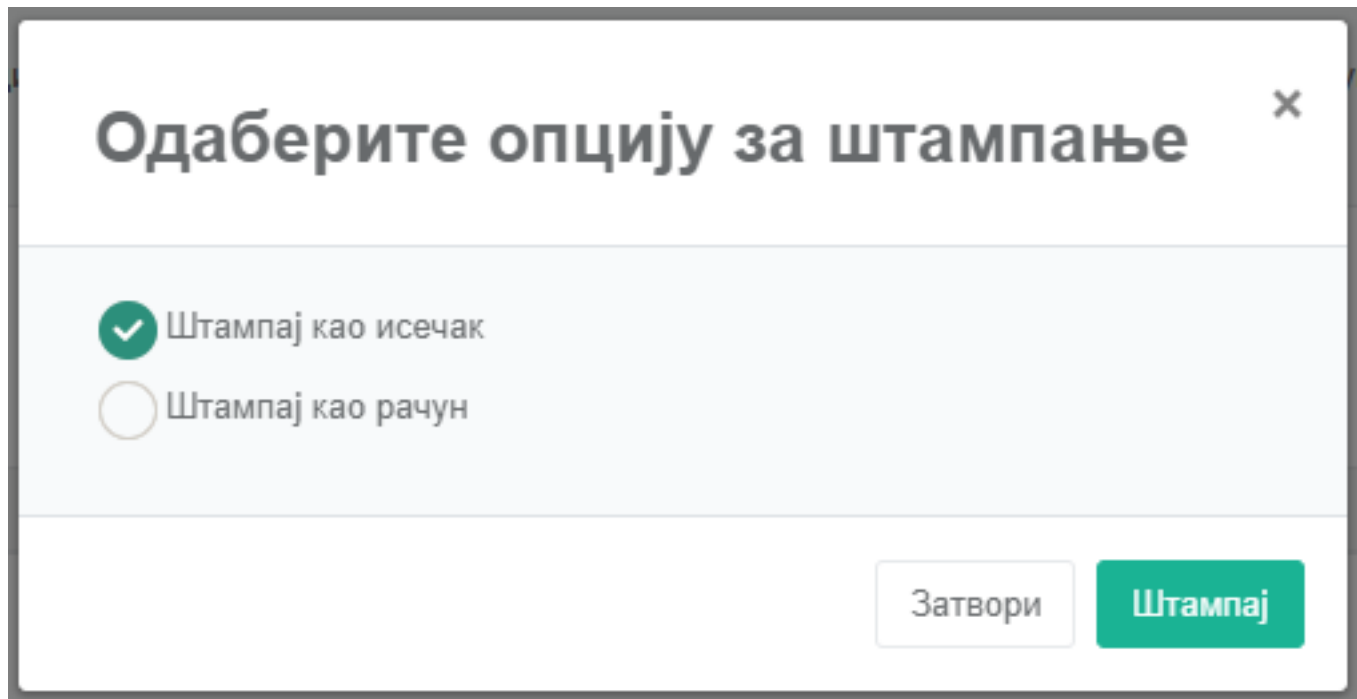 Одаберите опцију за штампање
×
Штампај као исечак
Штампај као рачун
Затвори
Штампај